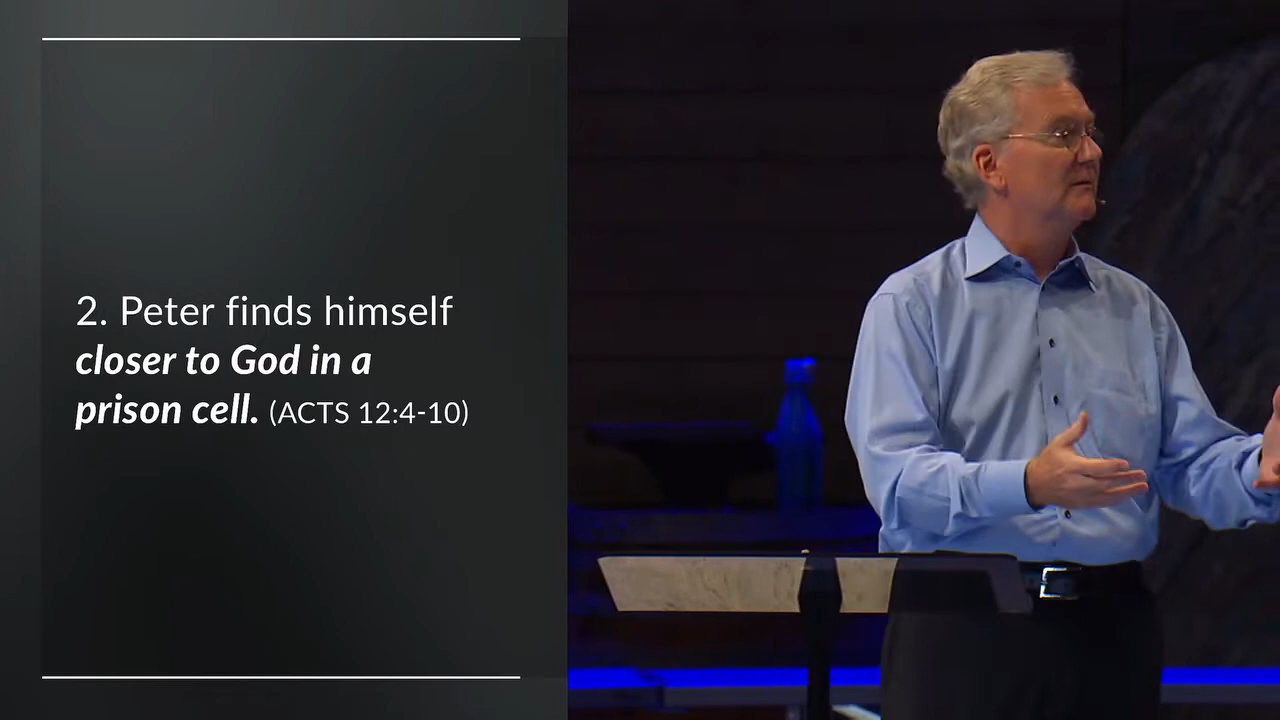 2. Peter finds himself
closer to God in a
prison cell. (ACTS 12:4-10)